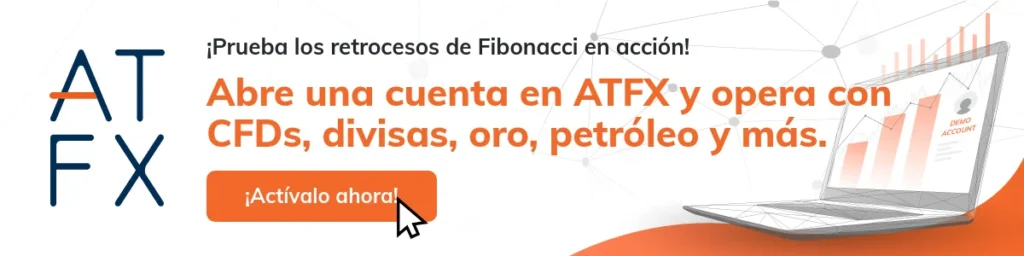 AT
FX
¡Prueba los retrocesos de Fibonacci en acción!
Abre una cuenta en ATFX y opera con
CFDs, divisas, oro, petróleo y más.
¡Actívalo ahora!
DEMO
ACCOUNT